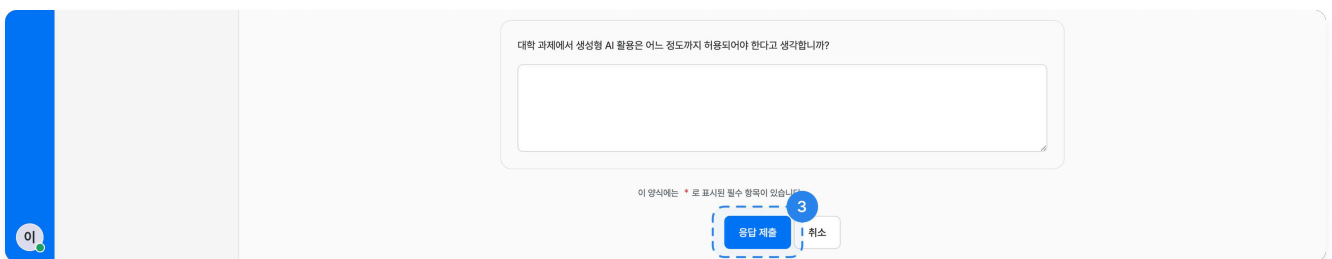 대학 과제에서 생성형 AI 활용은 어느 정도까지 허용되어야 한다고 생각합니까?
이 양식에는 * 로 표시된 필수 항목이 있습니다
3
응답 제출
취소
이